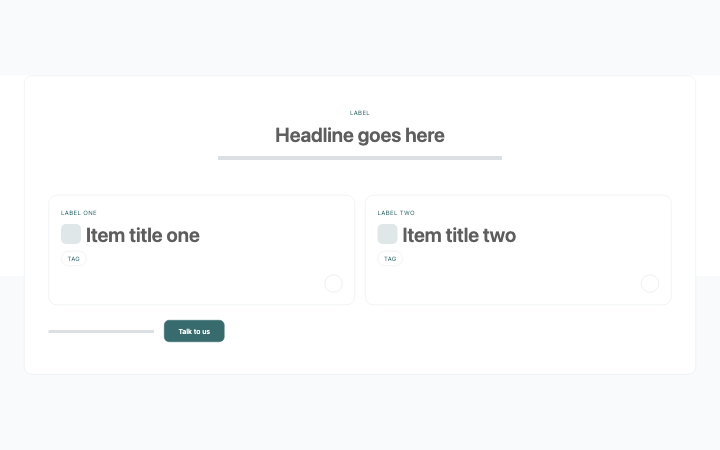 LABEL
Headline goes here
LABEL ONE
Item title one
TAG
LABEL TWO
Item title two
TAG
Talk to us